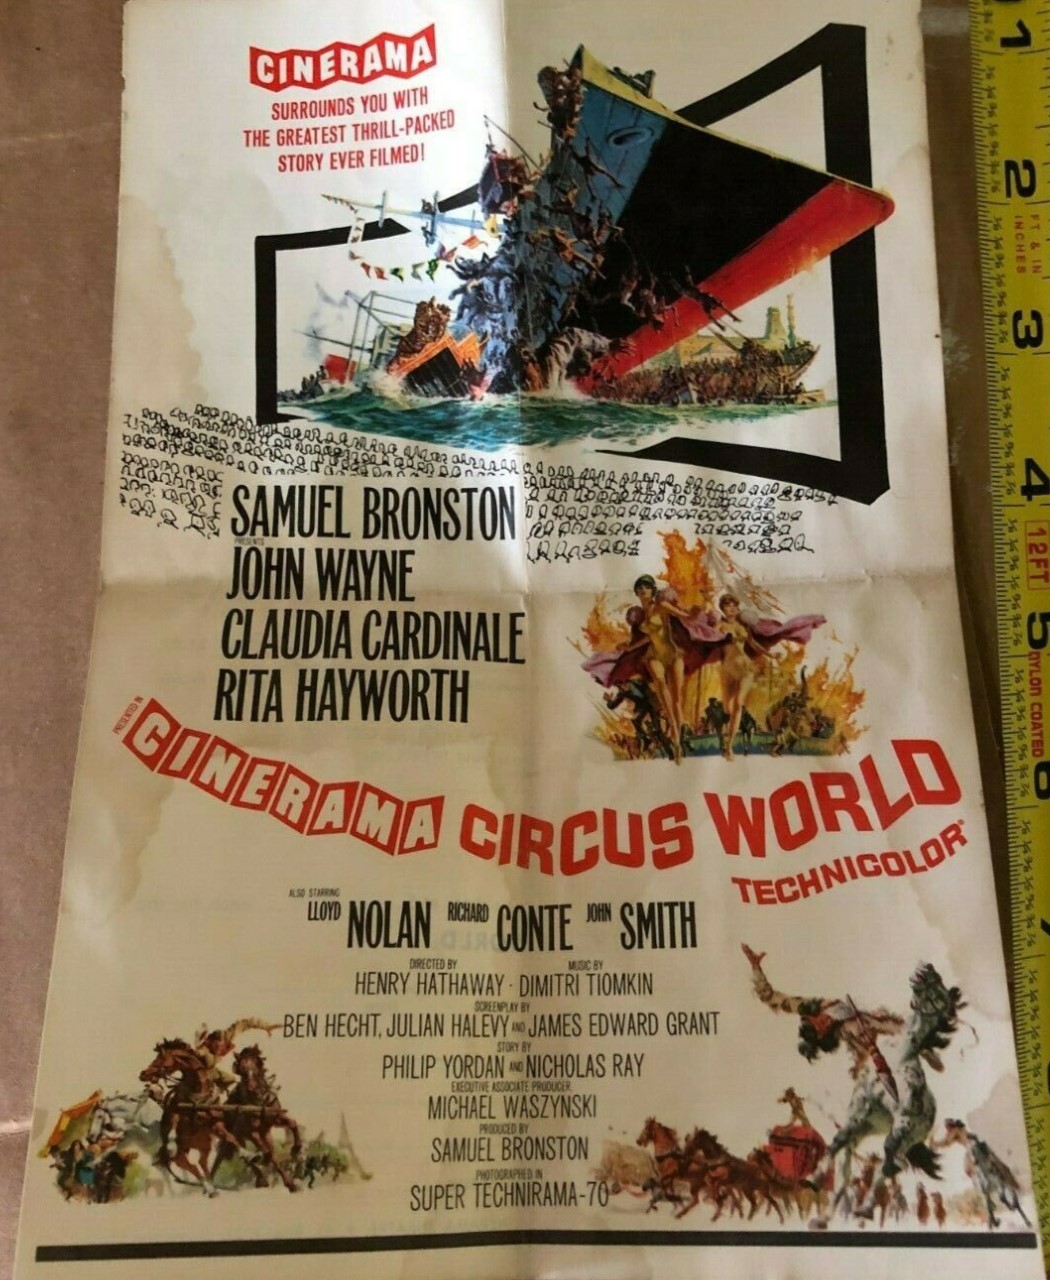 CINERAMA
SURROUNDS YOU WITH
THE GREATEST THRILL-PACKED
STORY EVER FILMED!
SAMUEL BRONSTON
PRESENTS
JOHN WAYNE
CLAUDIA CARDINALE
RITA HAYWORTH
PRESENTED IN
CINERAMA CIRCUS WORLD
TECHNICOLOR®
ALSO STARRING
LLOYD NOLAN RICHARD CONTE JOHN SMITH
DIRECTED BY MUSIC BY
HENRY HATHAWAY · DIMITRI TIOMKIN
SCREENPLAY BY
BEN HECHT, JULIAN HALEVY AND JAMES EDWARD GRANT
STORY BY
PHILIP YORDAN AND NICHOLAS RAY
EXECUTIVE ASSOCIATE PRODUCER
MICHAEL WASZYNSKI
PRODUCED BY
SAMUEL BRONSTON
PHOTOGRAPHED IN
SUPER TECHNIRAMA-70®
1
2
FT & IN
INCHES
3
4
12FT
5
NYLON COATED
6